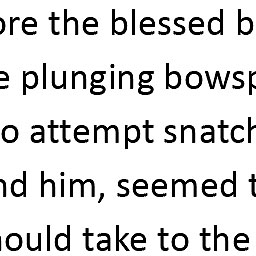 ore the blessed b
e plunging bowsp
o attempt snatch
nd him, seemed t
hould take to the